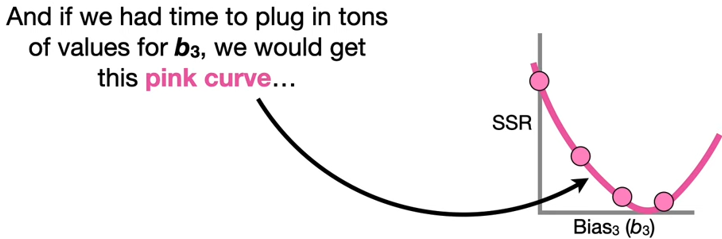 And if we had time to plug in tons
of values for b3, we would get
this pink curve...
SSR
Bias3 (b3)